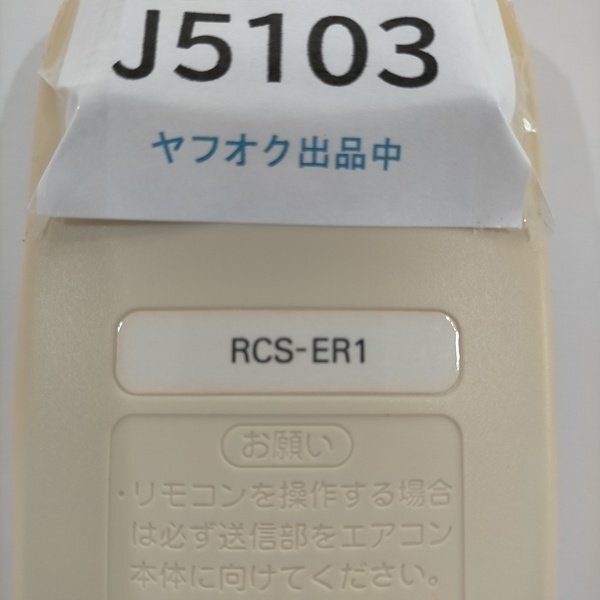 J5103
ヤフオク出品中
RCS-ER1
お願い
・リモコンを操作する場合
は必ず送信部をエアコン
本体に向けてください。